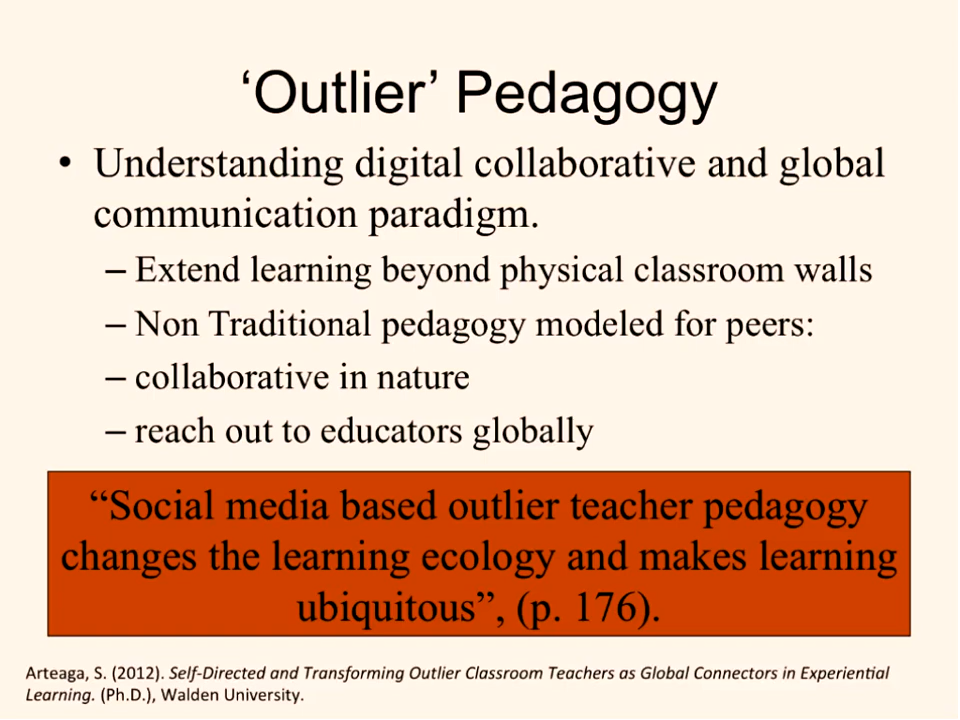 ‘Outlier’ Pedagogy
• Understanding digital collaborative and global
communication paradigm.
– Extend learning beyond physical classroom walls
– Non Traditional pedagogy modeled for peers:
– collaborative in nature
– reach out to educators globally
“Social media based outlier teacher pedagogy
changes the learning ecology and makes learning
ubiquitous”, (p. 176).
Arteaga, S. (2012). Self-Directed and Transforming Outlier Classroom Teachers as Global Connectors in Experiential
Learning. (Ph.D.), Walden University.